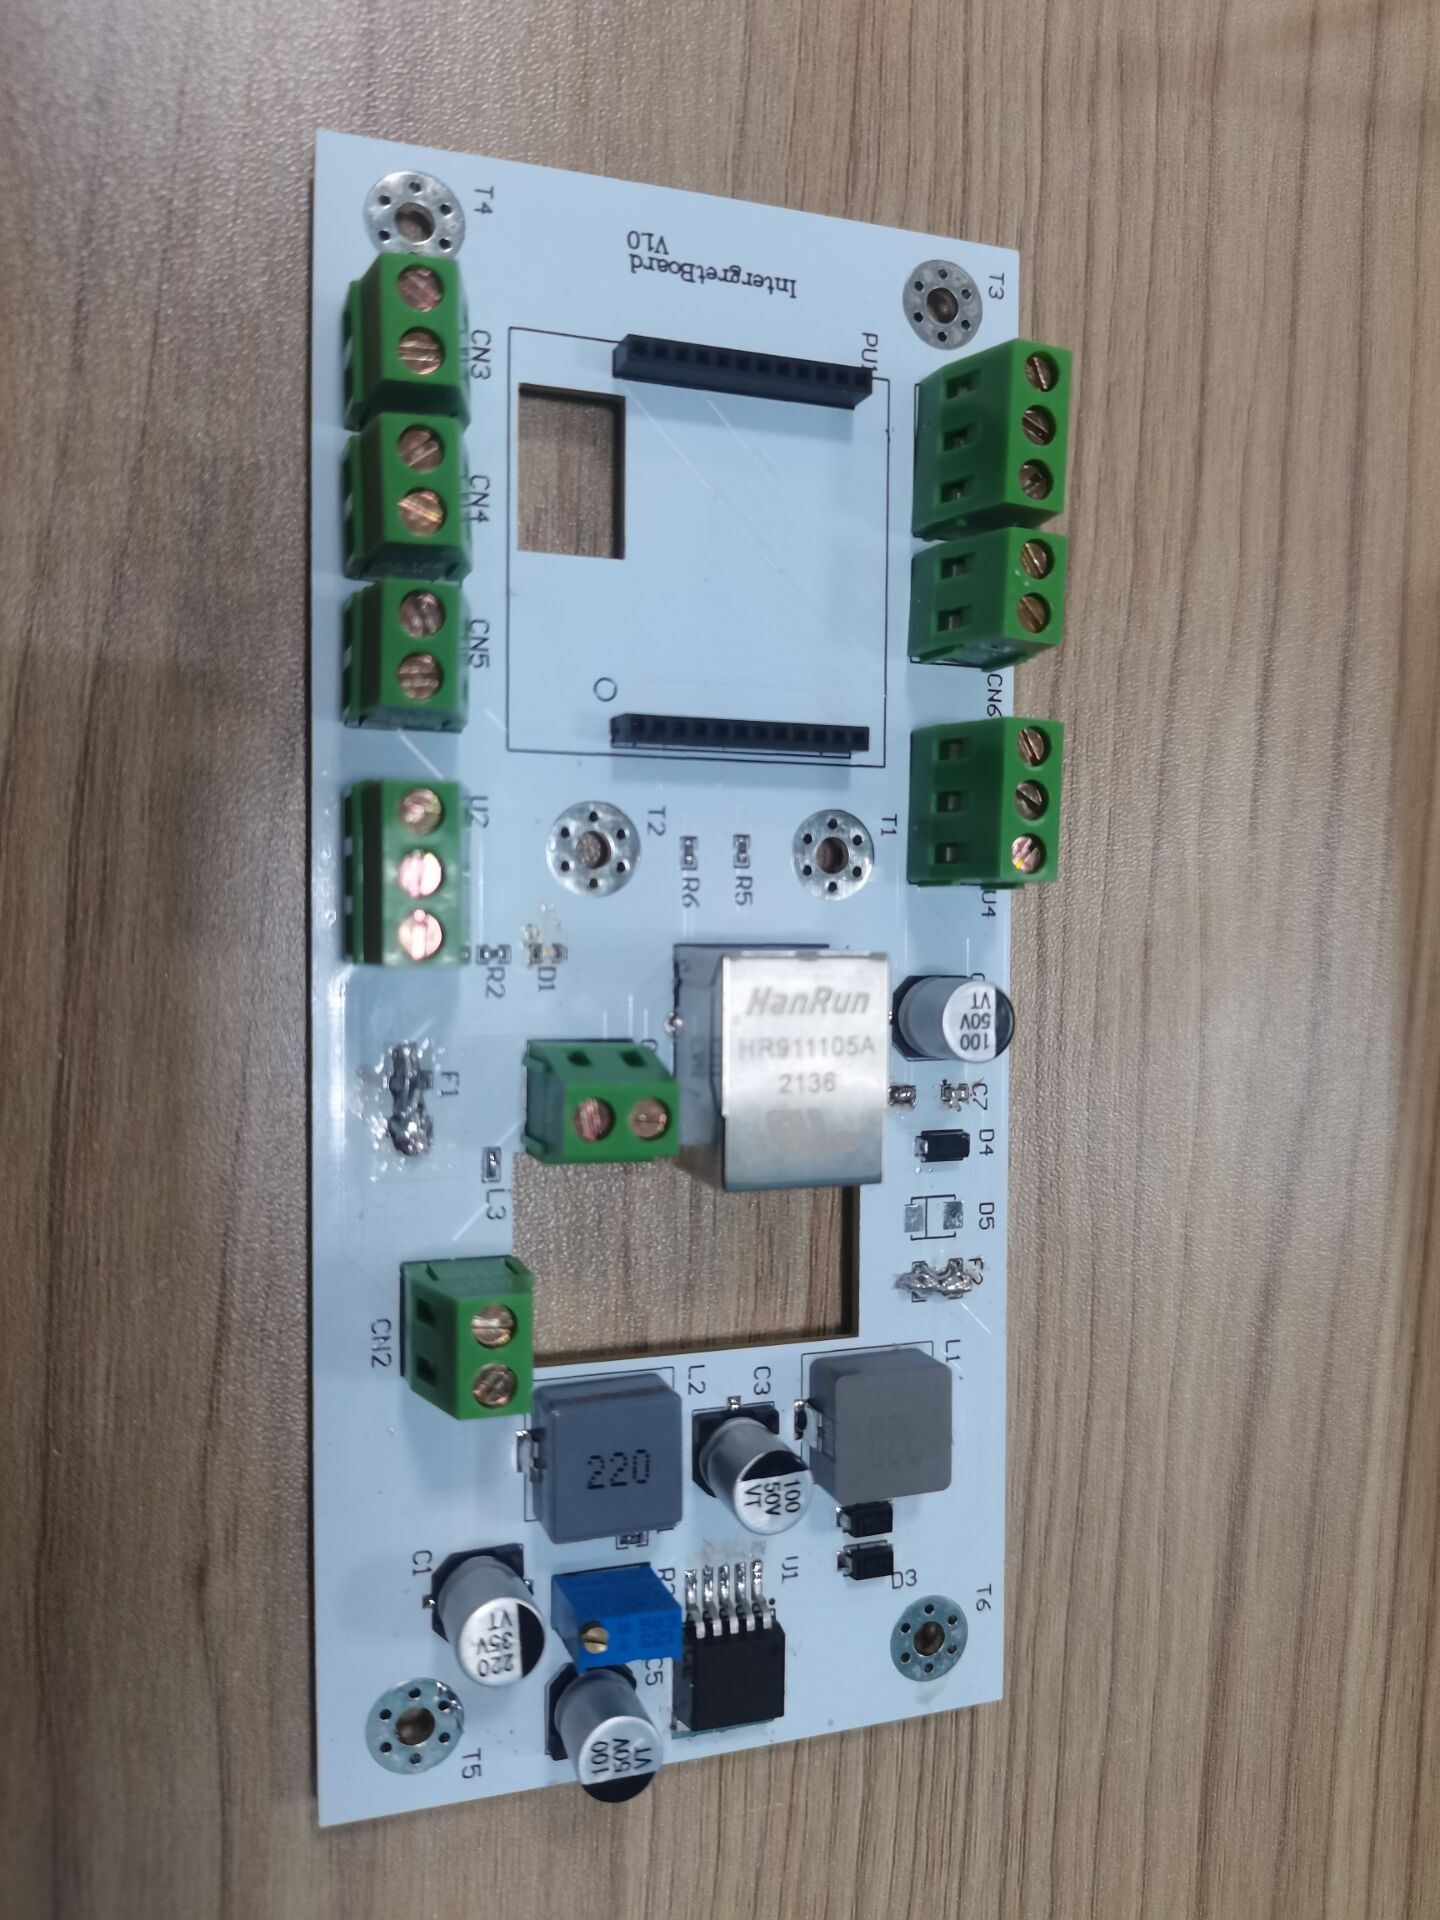 T4
IntergretBoard
V1.0
T3
CN3
PU1
CN4
CN5
CN6
U2
T2
T1
R6
R5
U4
R2
D1
HanRun
HR911105A
2136
100
50V
VT
F1
C7
D4
L3
D5
F2
CN2
L2
C3
L1
220
100
50V
VT
C1
U1
D3
T6
220
35V
VT
C5
100
50V
VT
T5